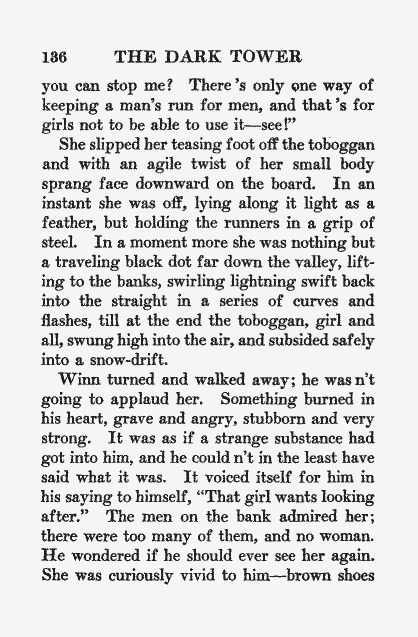 136 THE DARK TOWER
you can stop me? There's only one way of
keeping a man's run for men, and that's for
girls not to be able to use it—see!"
She slipped her teasing foot off the toboggan
and with an agile twist of her small body
sprang face downward on the board. In an
instant she was off, lying along it light as a
feather, but holding the runners in a grip of
steel. In a moment more she was nothing but
a traveling black dot far down the valley, lift-
ing to the banks, swirling lightning swift back
into the straight in a series of curves and
flashes, till at the end the toboggan, girl and
all, swung high into the air, and subsided safely
into a snow-drift.
Winn turned and walked away; he was n't
going to applaud her. Something burned in
his heart, grave and angry, stubborn and very
strong. It was as if a strange substance had
got into him, and he could n't in the least have
said what it was. It voiced itself for him in
his saying to himself, "That girl wants looking
after." The men on the bank admired her;
there were too many of them, and no woman.
He wondered if he should ever see her again.
She was curiously vivid to him—brown shoes